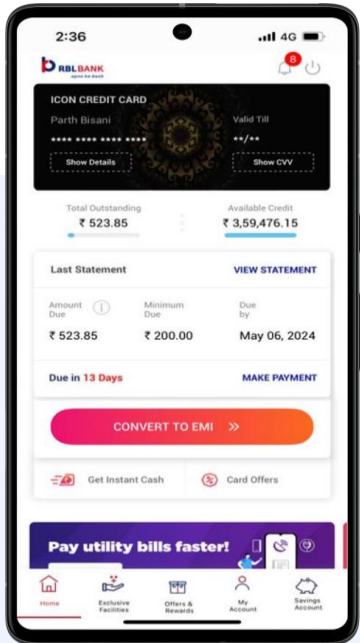 2:36
4G
8
RBLBANK
apno ka bank
ICON CREDIT CARD
Parth Bisani
Valid Till
**** **** **** ****
**/**
Show Details
Show CVV
Total Outstanding
Available Credit
₹ 523.85
₹ 3,59,476.15
Last Statement
VIEW STATEMENT
Amount Due
i
Minimum Due
Due by
₹ 523.85
₹ 200.00
May 06, 2024
Due in 13 Days
MAKE PAYMENT
CONVERT TO EMI
Get Instant Cash
Card Offers
Pay utility bills faster!
Home
Exclusive Facilities
Offers & Rewards
My Account
Savings Account